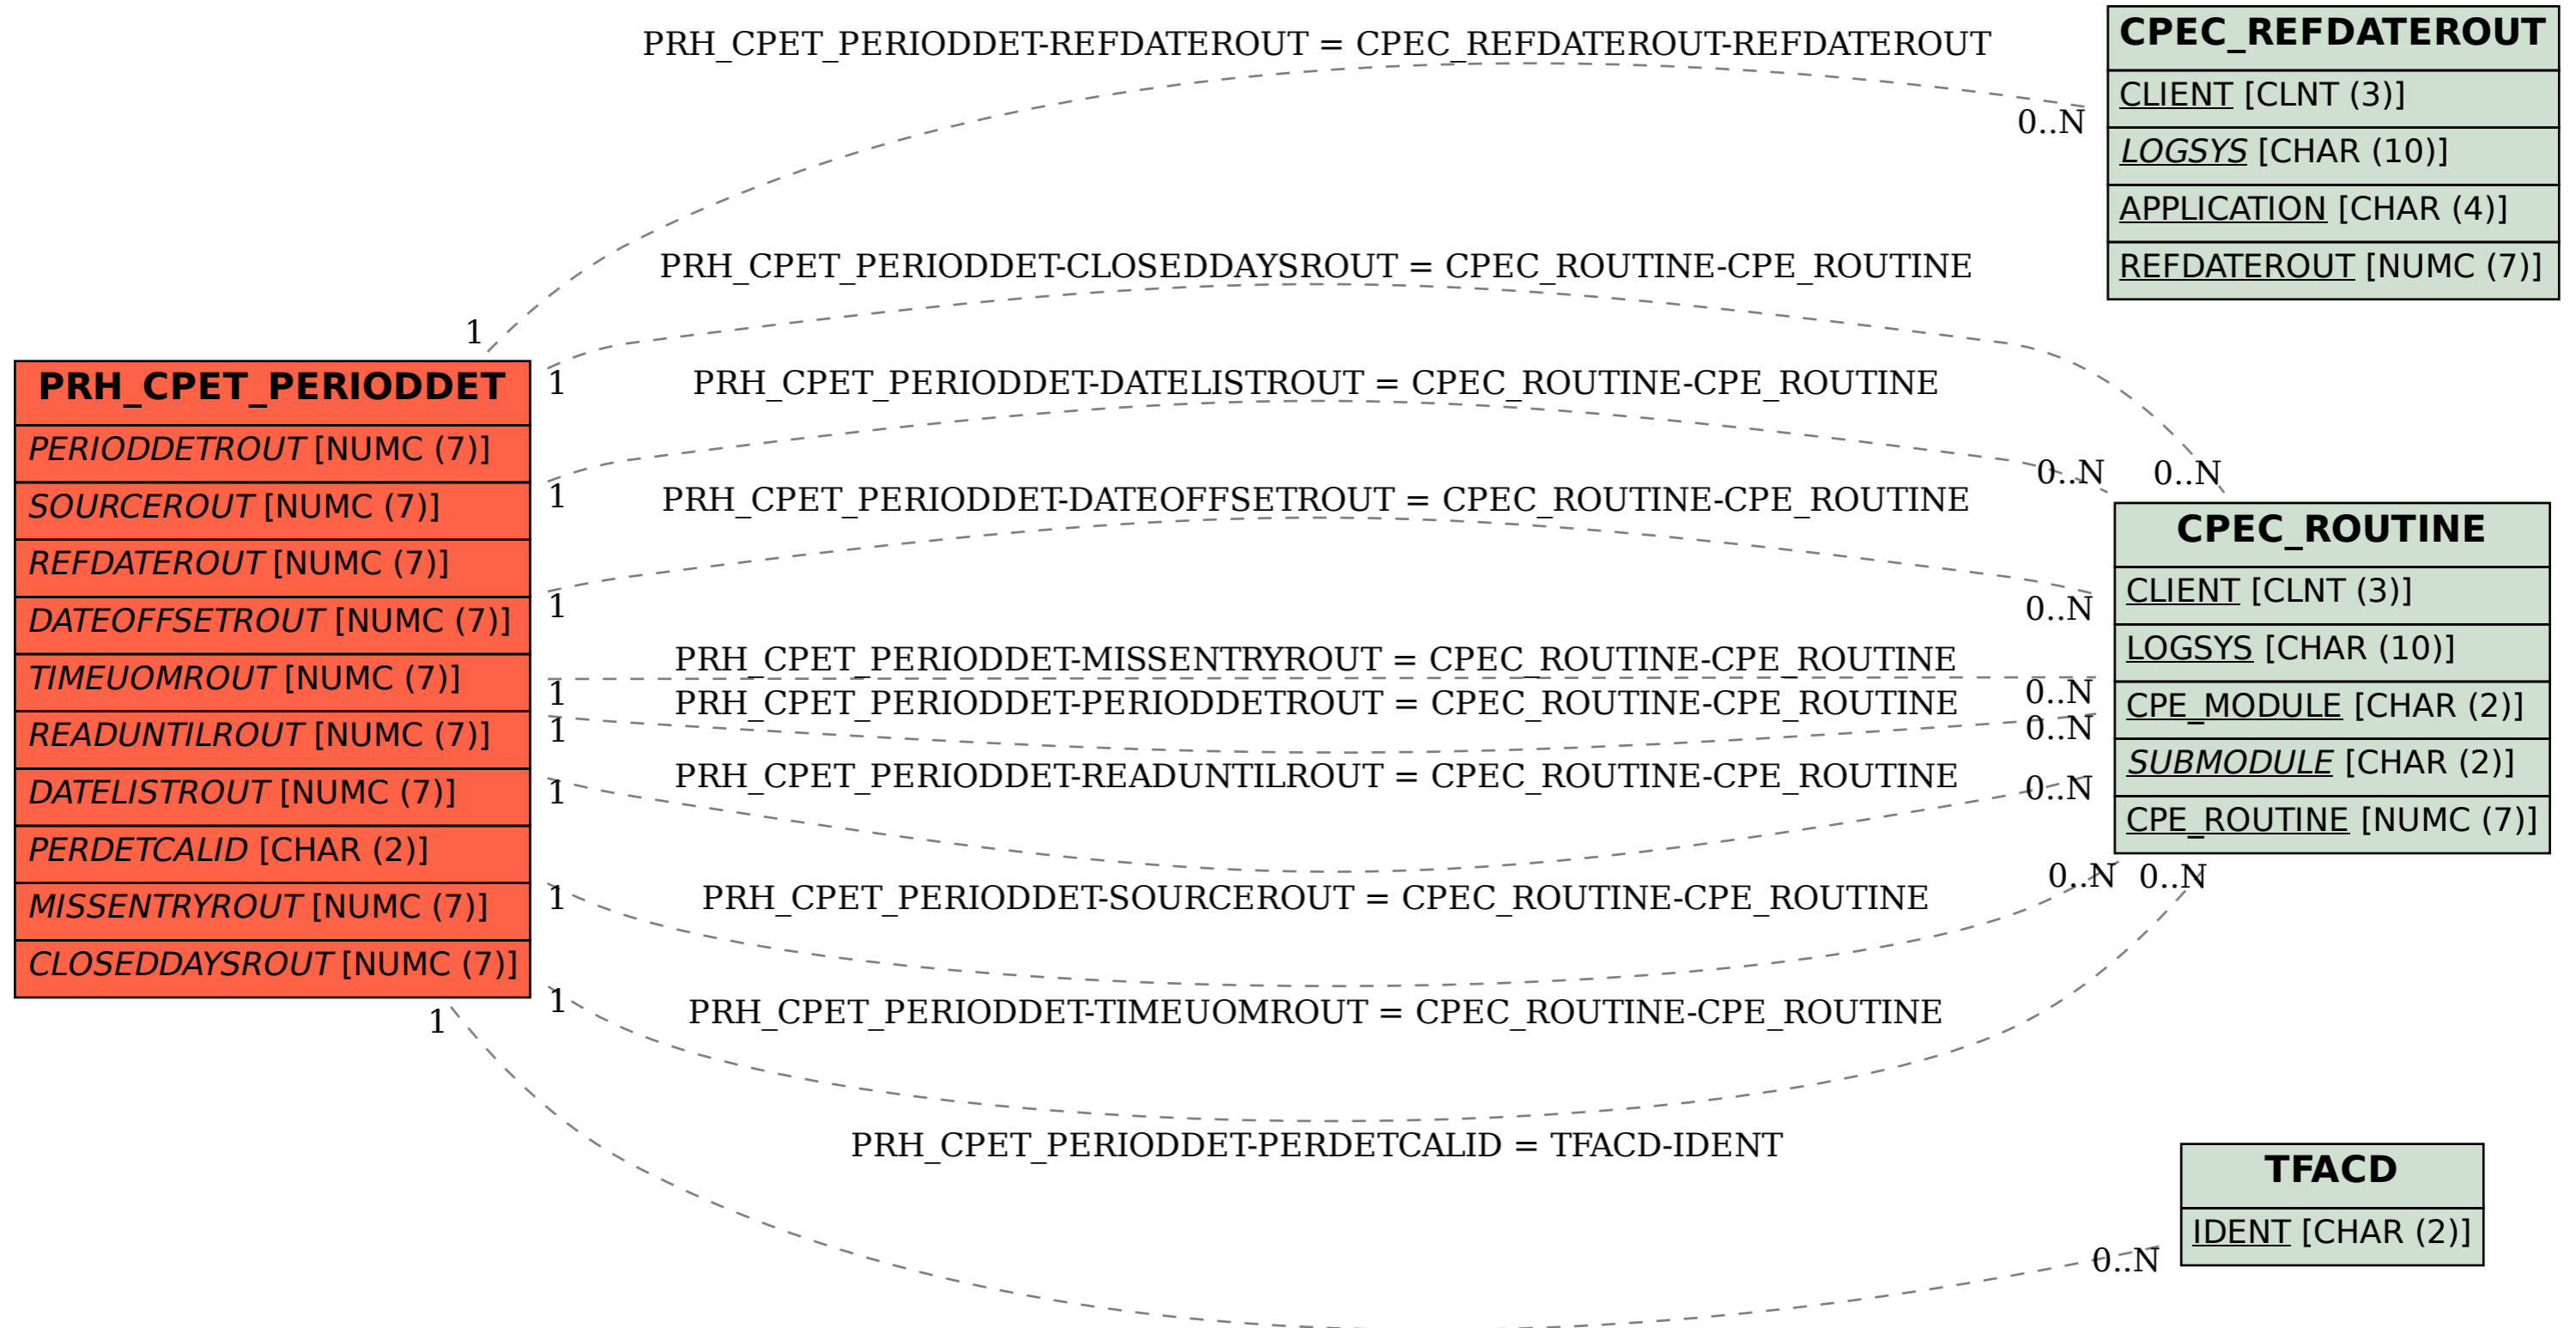 PRH_CPET_PERIODDET-REFDATEROUT = CPEC_REFDATEROUT-REFDATEROUT
0..N
1
CPEC_REFDATEROUT
CLIENT [CLNT (3)]
LOGSYS [CHAR (10)]
APPLICATION [CHAR (4)]
REFDATEROUT [NUMC (7)]
PRH_CPET_PERIODDET
PERIODDETROUT [NUMC (7)]
SOURCEROUT [NUMC (7)]
REFDATEROUT [NUMC (7)]
DATEOFFSETROUT [NUMC (7)]
TIMEUOMROUT [NUMC (7)]
READUNTILROUT [NUMC (7)]
DATELISTROUT [NUMC (7)]
PERDETCALID [CHAR (2)]
MISSENTRYROUT [NUMC (7)]
CLOSEDDAYSROUT [NUMC (7)]
PRH_CPET_PERIODDET-CLOSEDDAYSROUT = CPEC_ROUTINE-CPE_ROUTINE
1
0..N
PRH_CPET_PERIODDET-DATELISTROUT = CPEC_ROUTINE-CPE_ROUTINE
1
0..N
PRH_CPET_PERIODDET-DATEOFFSETROUT = CPEC_ROUTINE-CPE_ROUTINE
1
0..N
PRH_CPET_PERIODDET-MISSENTRYROUT = CPEC_ROUTINE-CPE_ROUTINE
1
0..N
PRH_CPET_PERIODDET-PERIODDETROUT = CPEC_ROUTINE-CPE_ROUTINE
1
0..N
PRH_CPET_PERIODDET-READUNTILROUT = CPEC_ROUTINE-CPE_ROUTINE
1
0..N
PRH_CPET_PERIODDET-SOURCEROUT = CPEC_ROUTINE-CPE_ROUTINE
1
0..N
PRH_CPET_PERIODDET-TIMEUOMROUT = CPEC_ROUTINE-CPE_ROUTINE
1
0..N
CPEC_ROUTINE
CLIENT [CLNT (3)]
LOGSYS [CHAR (10)]
CPE_MODULE [CHAR (2)]
SUBMODULE [CHAR (2)]
CPE_ROUTINE [NUMC (7)]
PRH_CPET_PERIODDET-PERDETCALID = TFACD-IDENT
1
0..N
TFACD
IDENT [CHAR (2)]